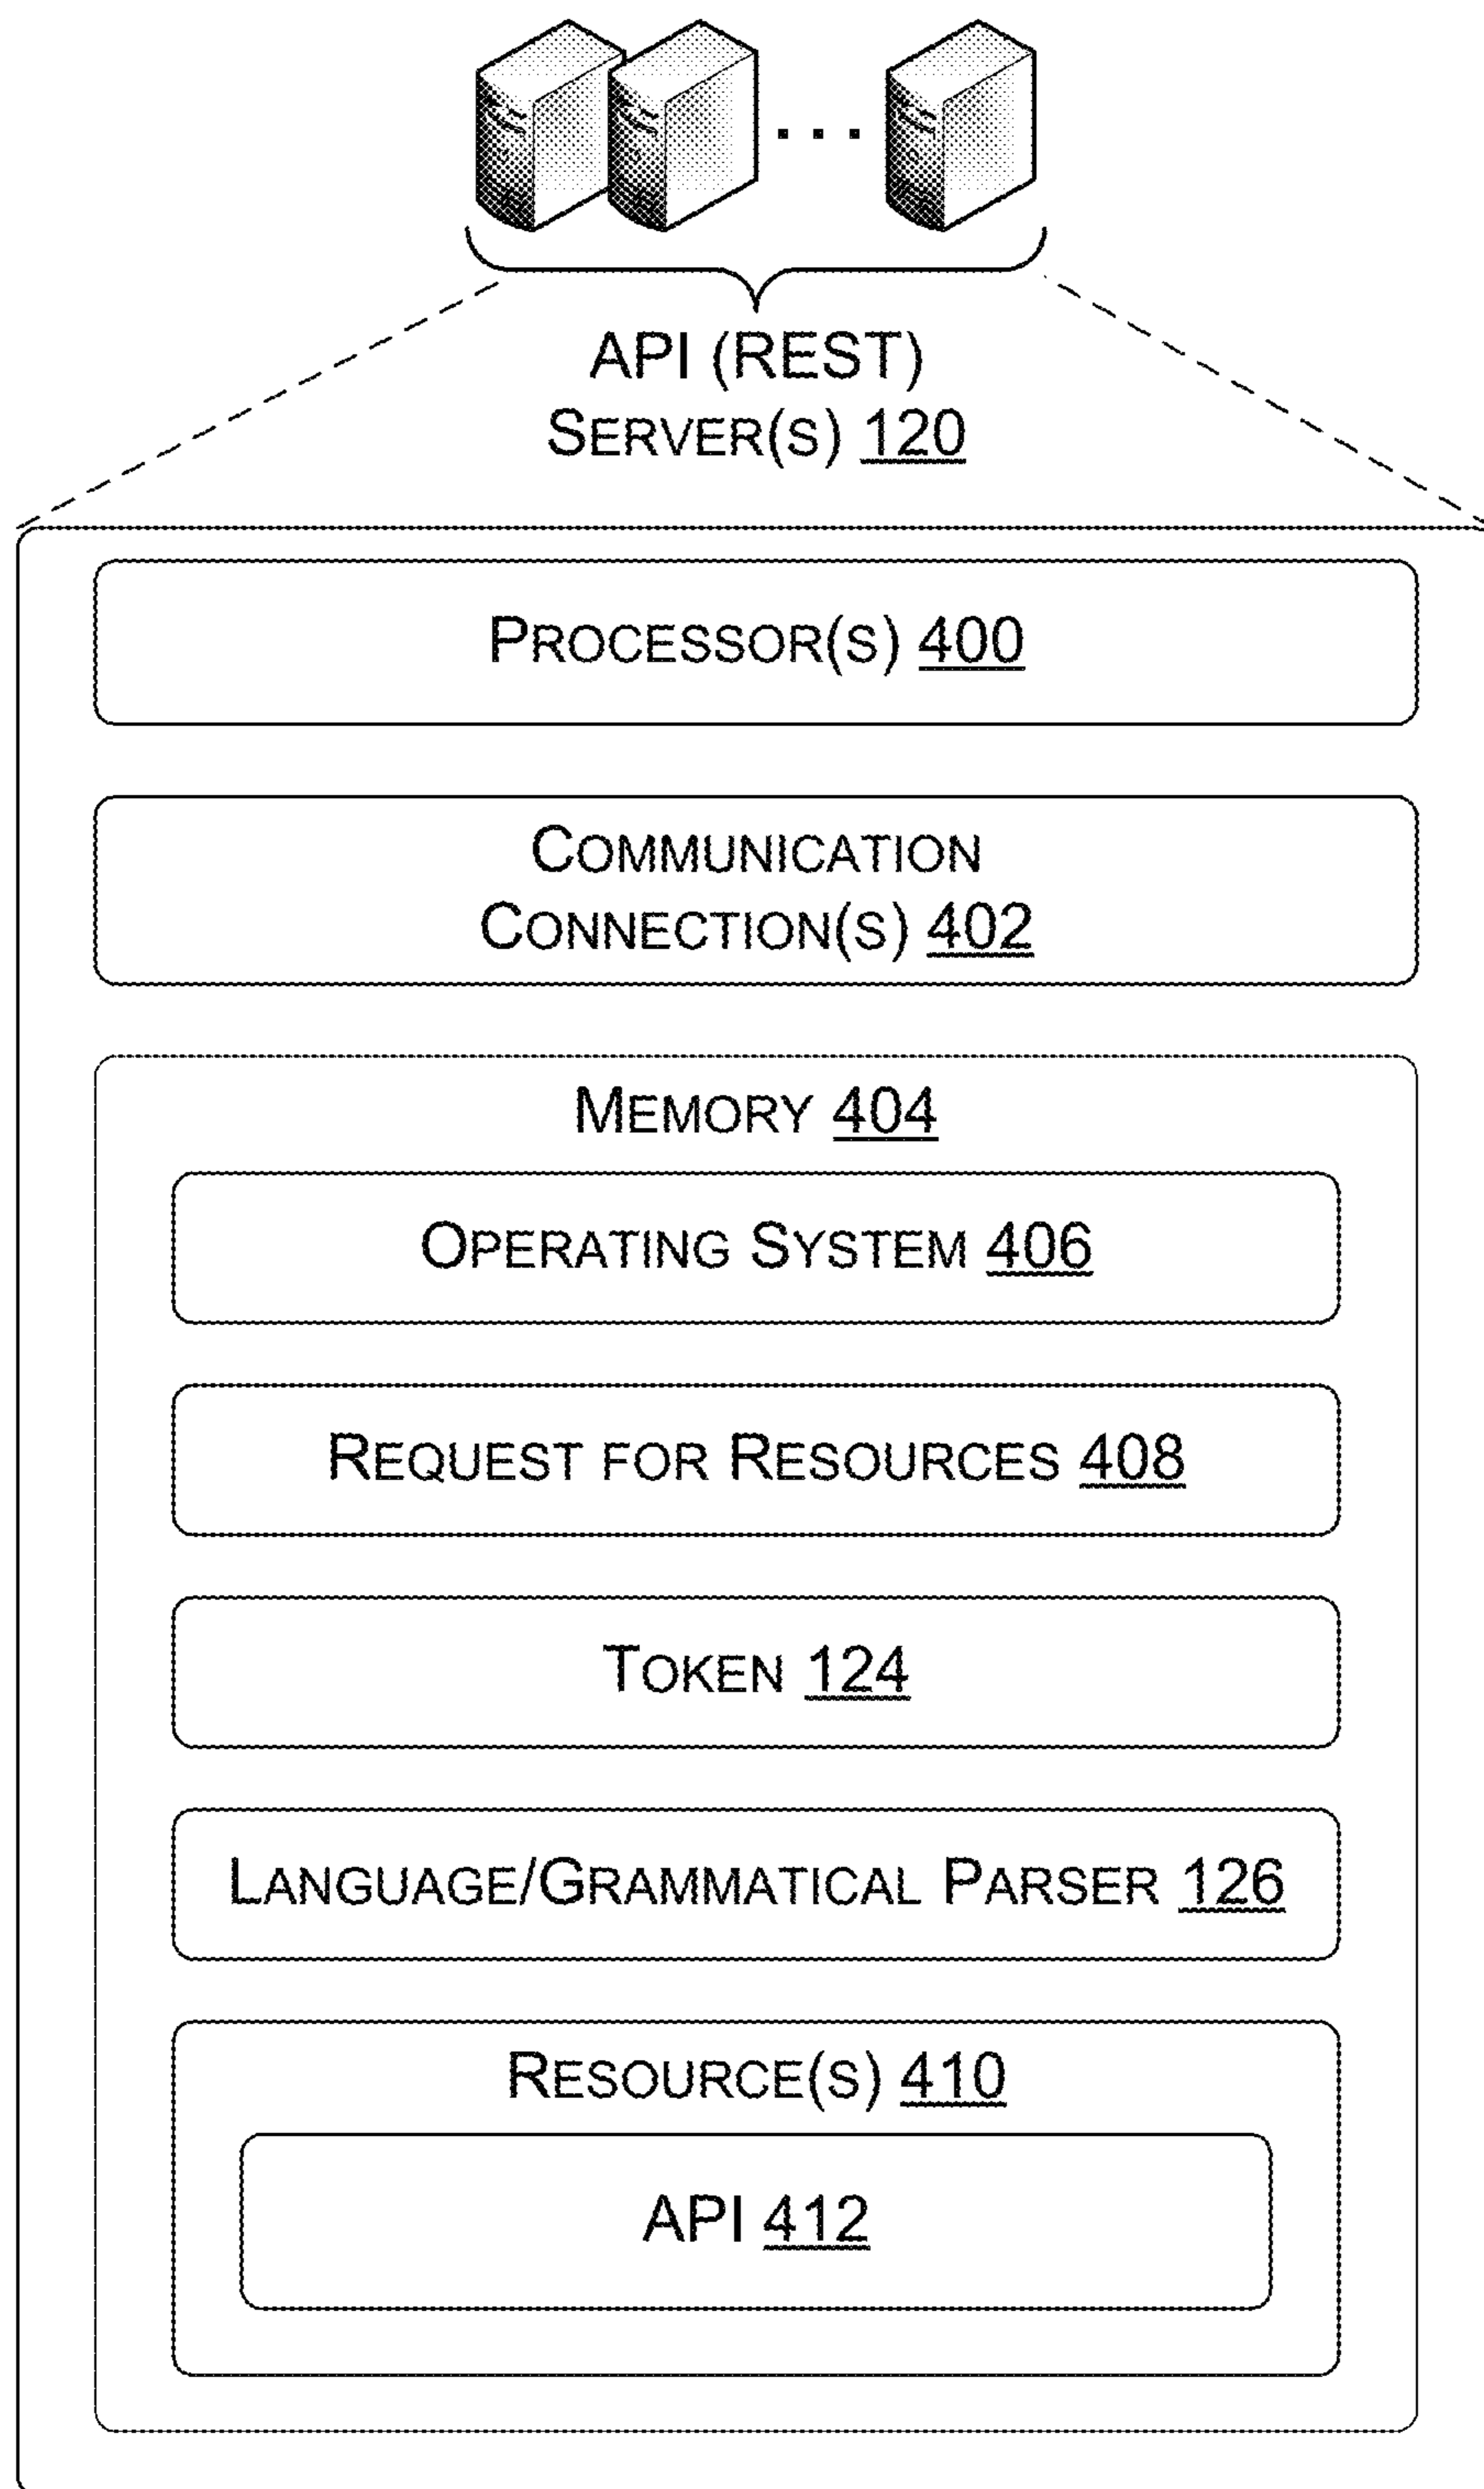 API (REST)
SERVER(S) 120
PROCESSOR(S) 400
COMMUNICATION
CONNECTION(S) 402
MEMORY 404
OPERATING SYSTEM 406
REQUEST FOR RESOURCES 408
TOKEN 124
LANGUAGE/GRAMMATICAL PARSER 126
RESOURCE(S) 410
API 412